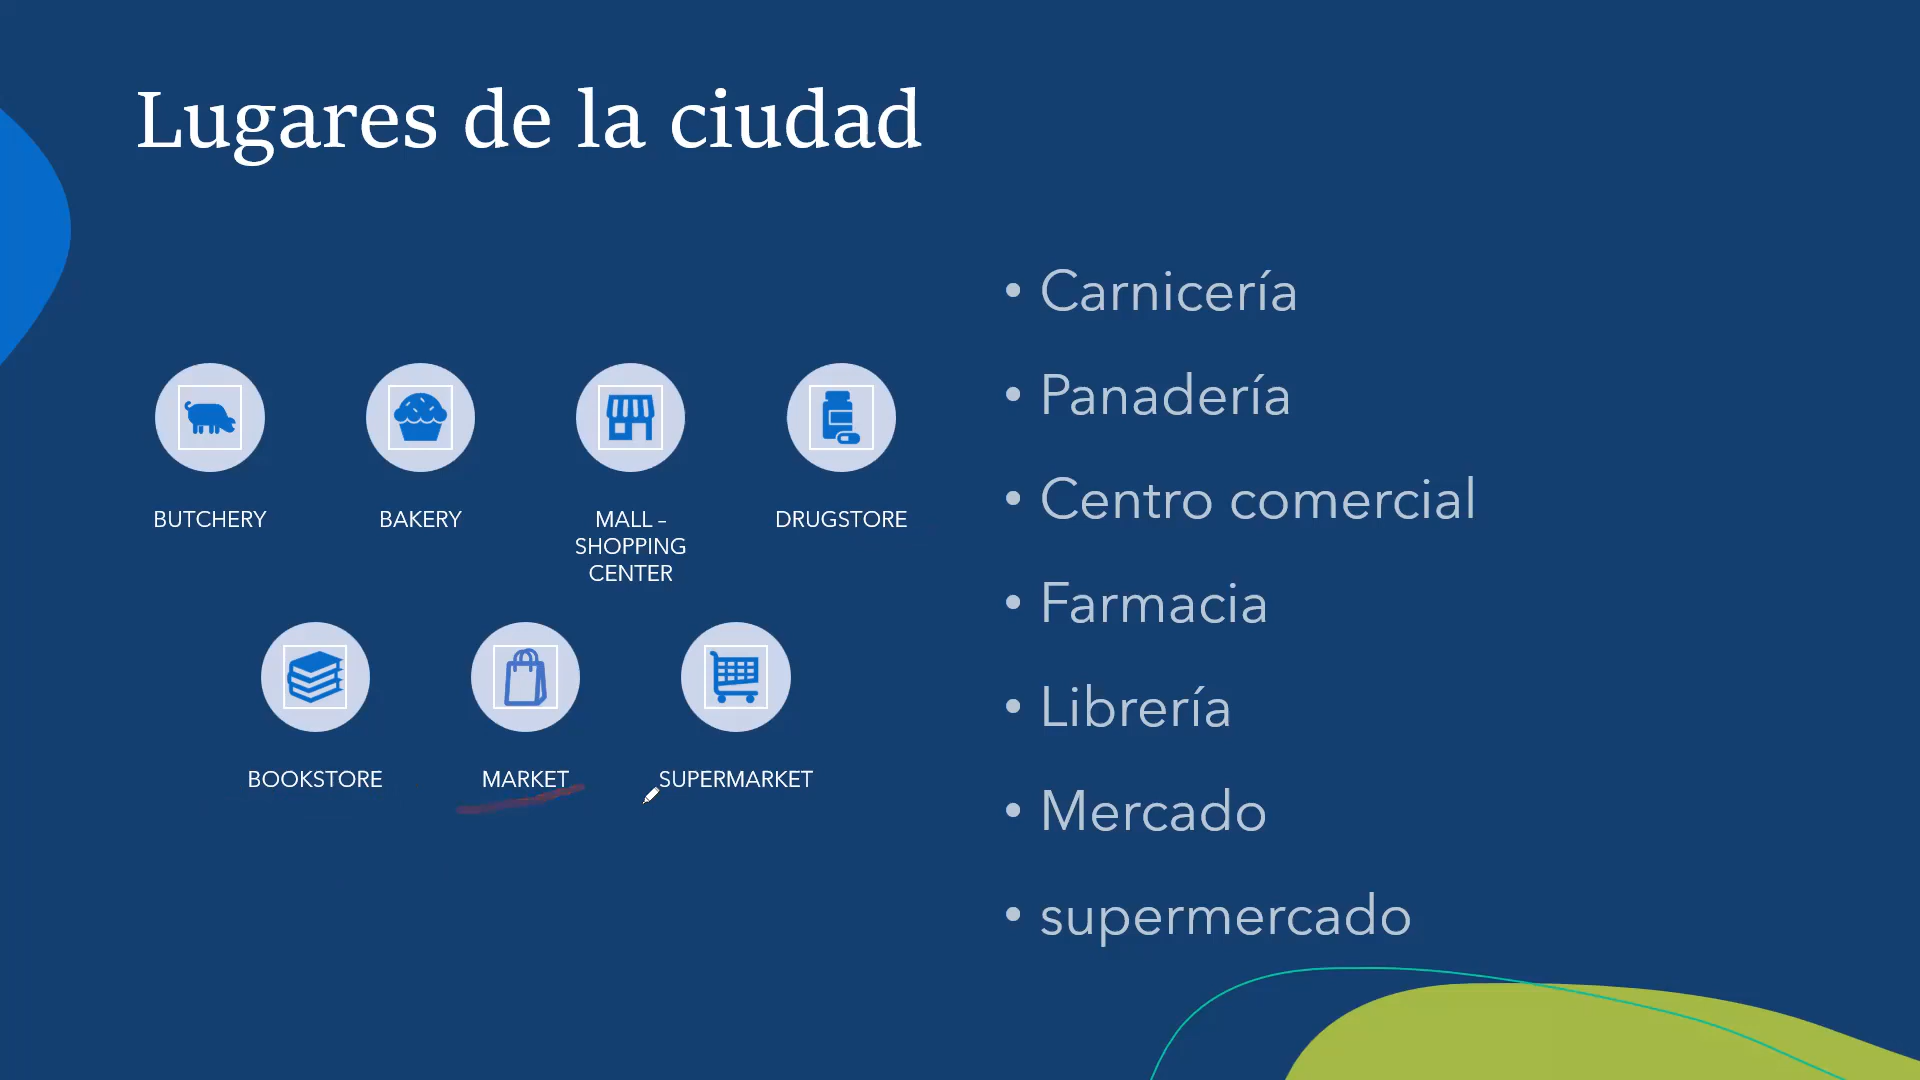 Lugares de la ciudad
BUTCHERY
BAKERY
MALL –
SHOPPING
CENTER
DRUGSTORE
BOOKSTORE
MARKET
SUPERMARKET
• Carnicería
• Panadería
• Centro comercial
• Farmacia
• Librería
• Mercado
• supermercado